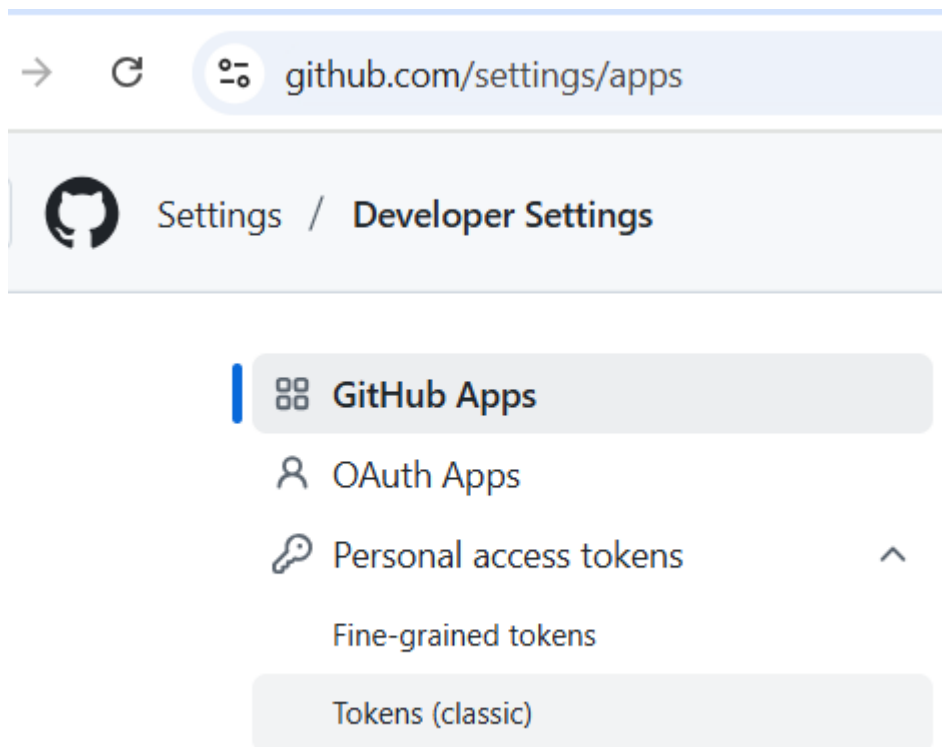 github.com/settings/apps
Settings / Developer Settings
GitHub Apps
OAuth Apps
Personal access tokens
Fine-grained tokens
Tokens (classic)